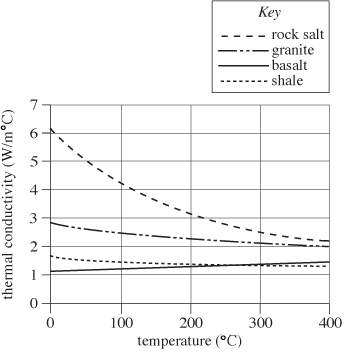 Key
rock salt
granite
basalt
shale
thermal conductivity (W/m°C)
7
6
5
4
3
2
1
0
0 100 200 300 400
temperature (°C)